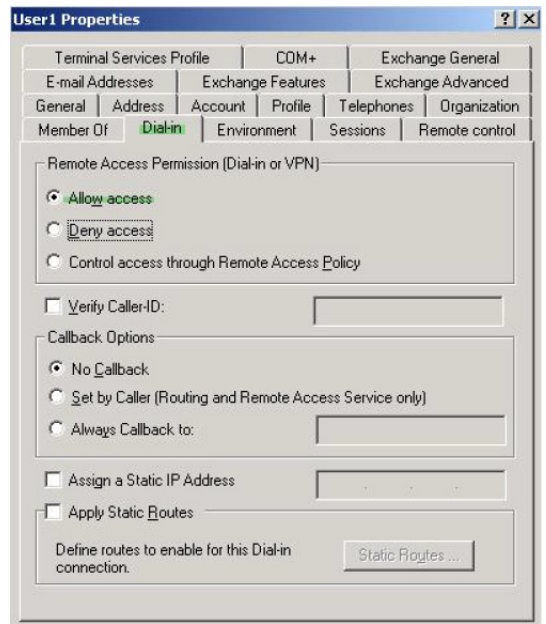 User1 Properties
Terminal Services Profile COM+ Exchange General
E-mail Addresses Exchange Features Exchange Advanced
General Address Account Profile Telephones Organization
Member Of Dial-in Environment Sessions Remote control
Remote Access Permission (Dial-in or VPN)
Allow access
Deny access
Control access through Remote Access Policy
Verify Caller-ID:
Callback Options
No Callback
Set by Caller (Routing and Remote Access Service only)
Always Callback to:
Assign a Static IP Address
Apply Static Routes
Define routes to enable for this Dial-in
connection.
Static Routes ...